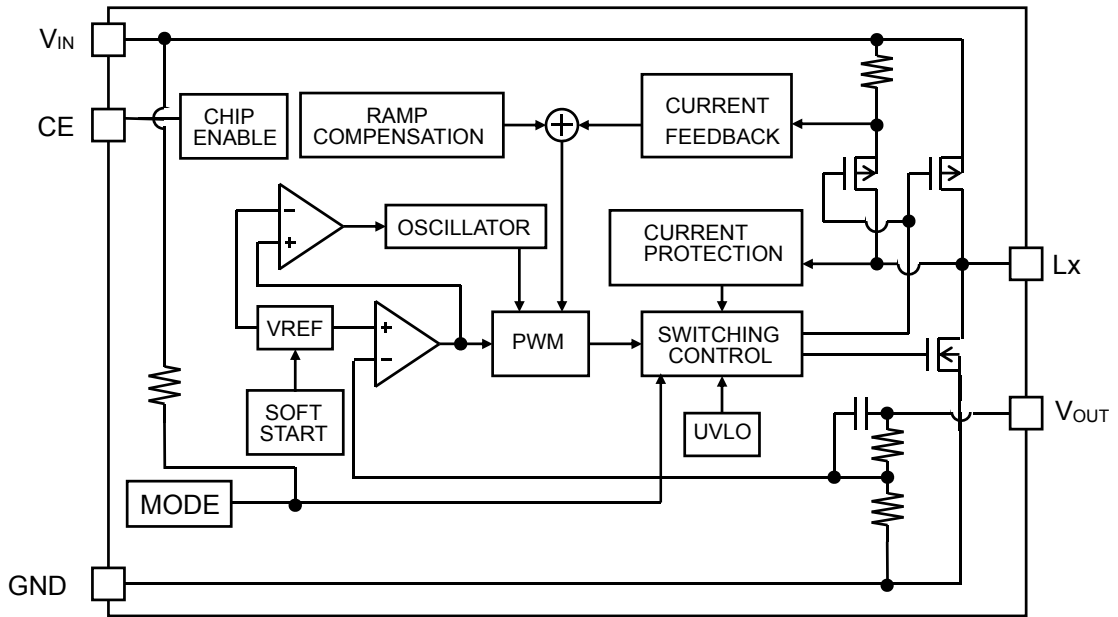 VIN
CE
CHIP
ENABLE
RAMP
COMPENSATION
+
CURRENT
FEEDBACK
−
+
OSCILLATOR
CURRENT
PROTECTION
Lx
VREF
+
−
PWM
SWITCHING
CONTROL
SOFT
START
UVLO
VOUT
MODE
GND